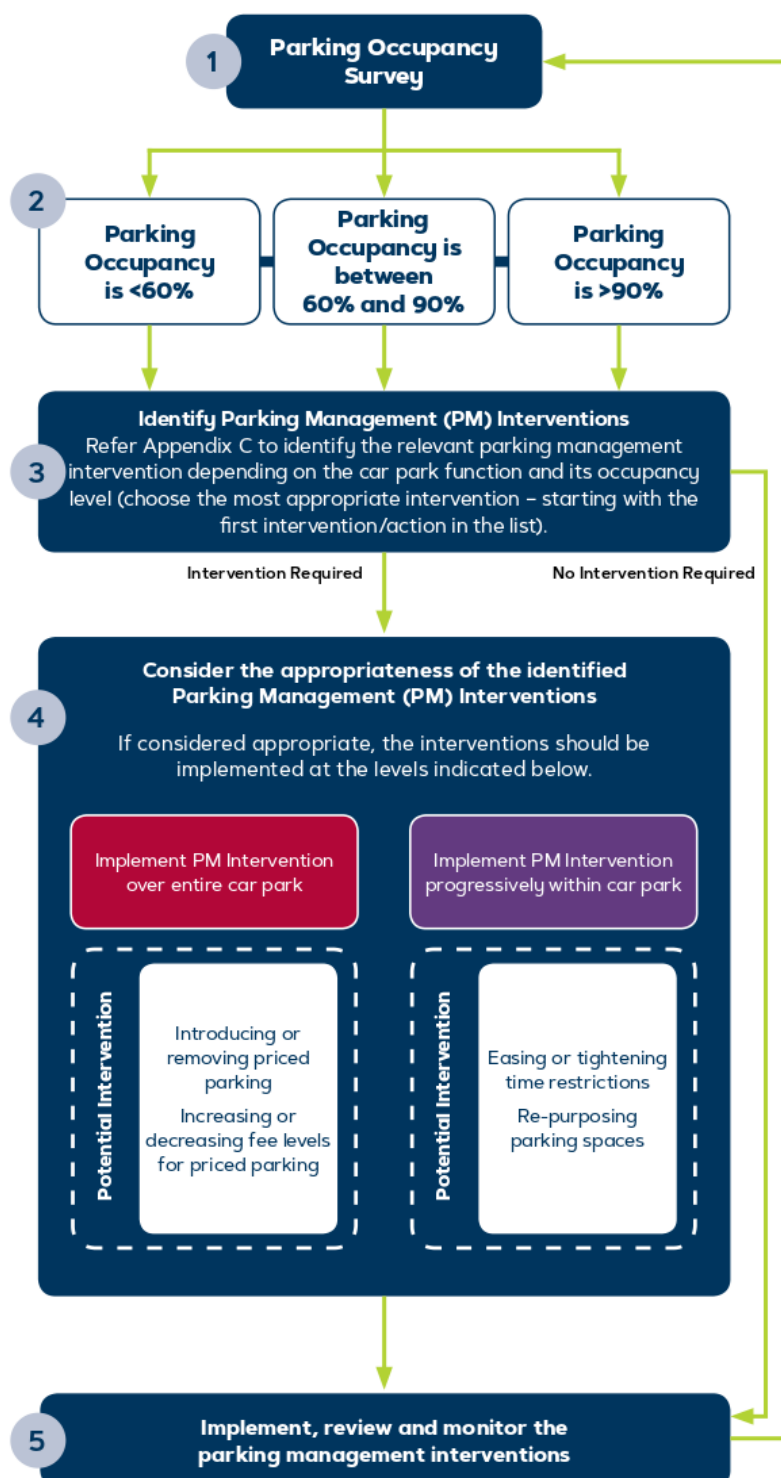 1
Parking Occupancy
Survey
2
Parking
Occupancy
is <60%
Parking
Occupancy is
between
60% and 90%
Parking
Occupancy
is >90%
3
Identify Parking Management (PM) Interventions
Refer Appendix C to identify the relevant parking management
intervention depending on the car park function and its occupancy
level (choose the most appropriate intervention – starting with the
first intervention/action in the list).
Intervention Required
No Intervention Required
4
Consider the appropriateness of the identified
Parking Management (PM) Interventions
If considered appropriate, the interventions should be
implemented at the levels indicated below.
Implement PM Intervention
over entire car park
Potential Intervention
Introducing or
removing priced
parking
Increasing or
decreasing fee levels
for priced parking
Implement PM Intervention
progressively within car park
Potential Intervention
Easing or tightening
time restrictions
Re-purposing
parking spaces
5
Implement, review and monitor the
parking management interventions